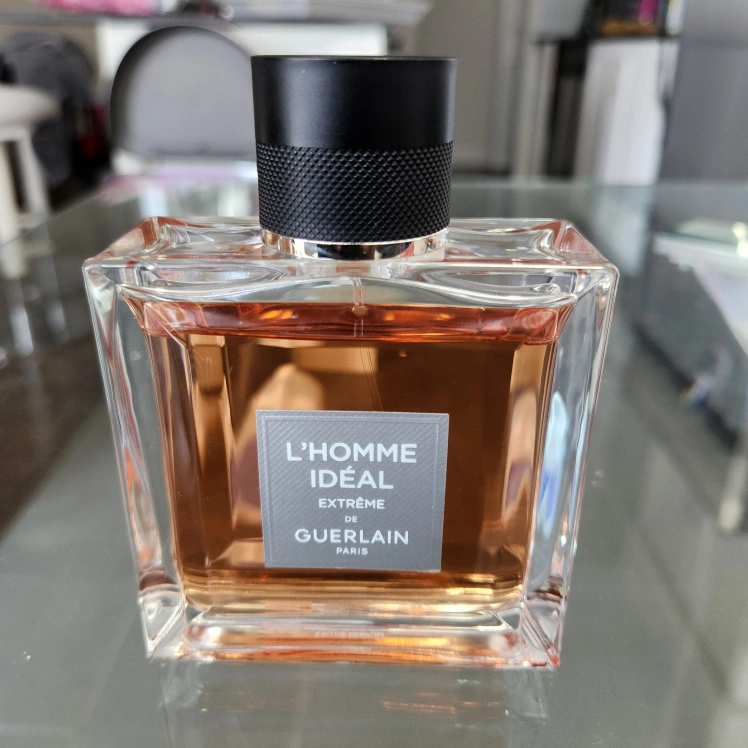 L'HOMME
IDÉAL
EXTRÊME
DE
GUERLAIN
PARIS